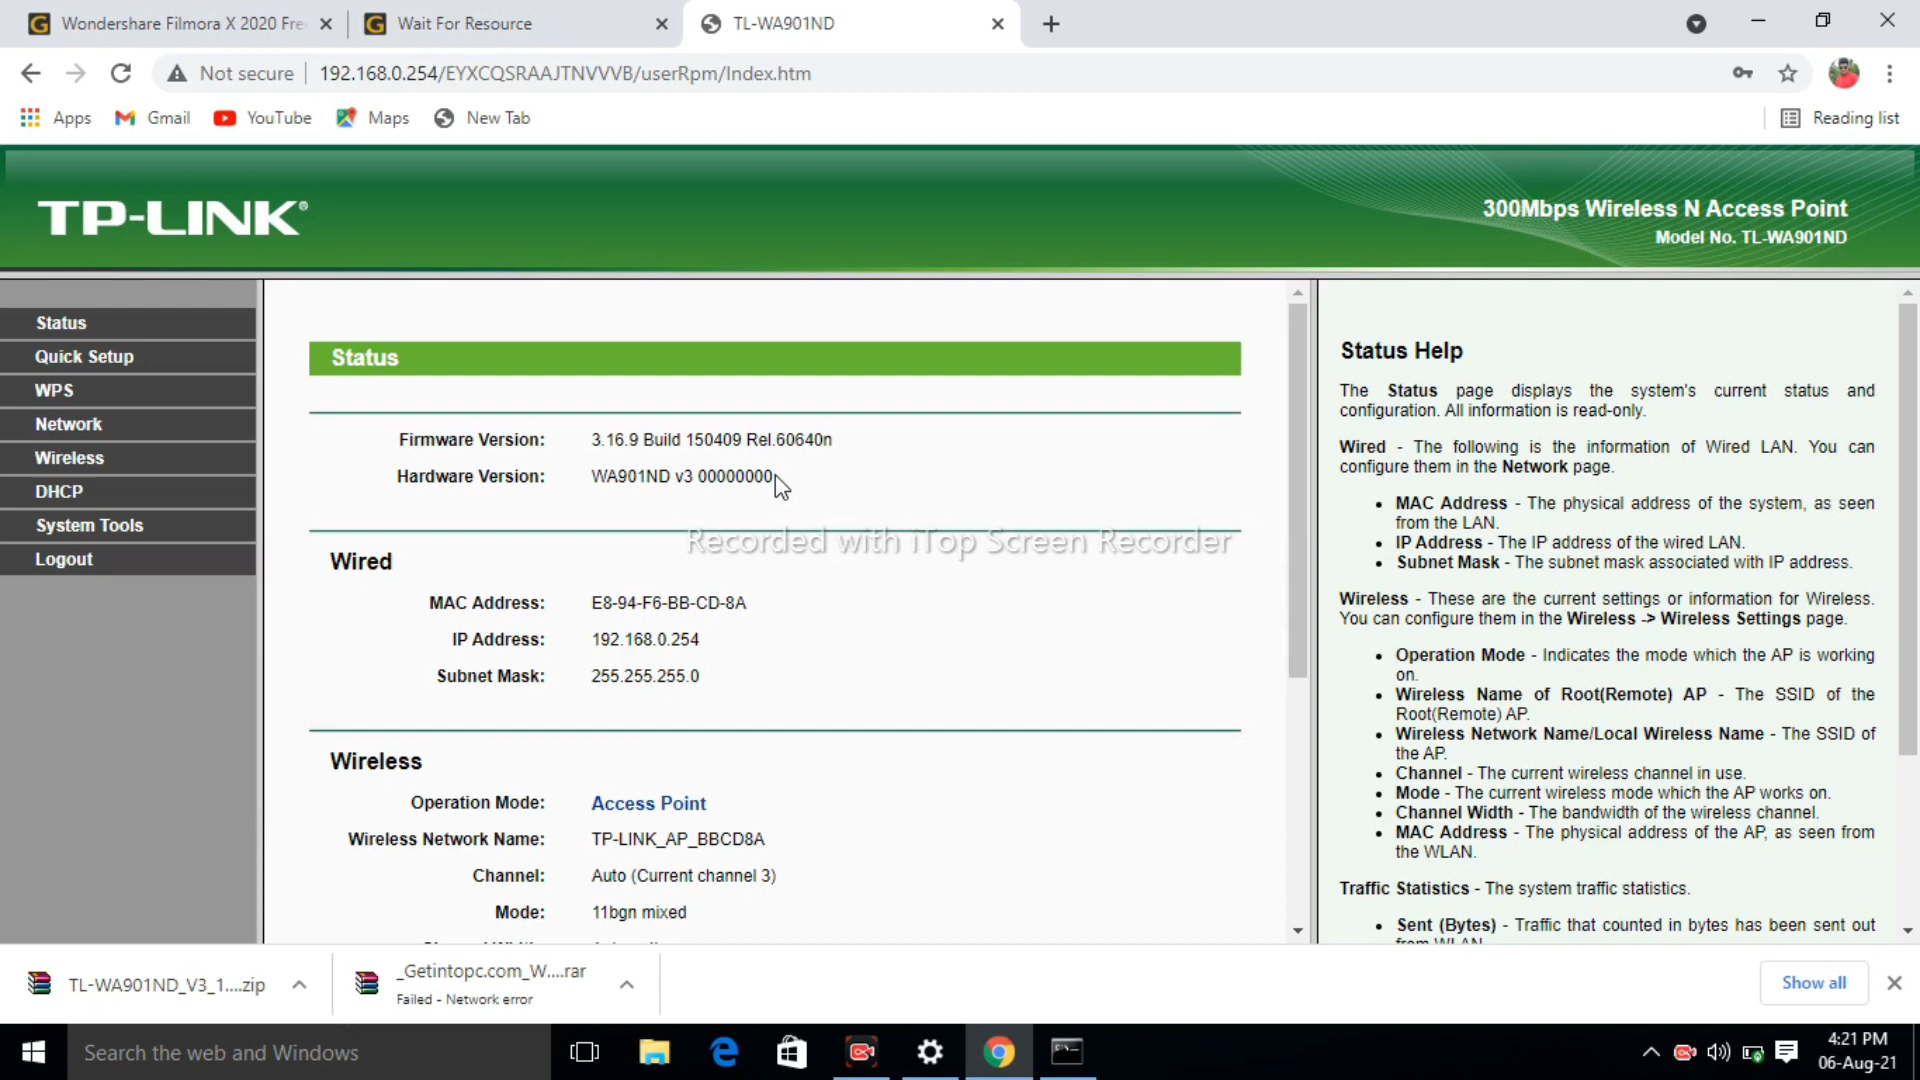 Wondershare Filmora X 2020 Fre
Wait For Resource
TL-WA901ND
Not secure
192.168.0.254/EYXCQSRAAJTNVVVB/userRpm/Index.htm
Apps
Gmail
YouTube
Maps
New Tab
Reading list
TP-LINK®
300Mbps Wireless N Access Point
Model No. TL-WA901ND
Status
Quick Setup
WPS
Network
Wireless
DHCP
System Tools
Logout
Status
Firmware Version: 3.16.9 Build 150409 Rel.60640n
Hardware Version: WA901ND v3 00000000
Recorded with iTop Screen Recorder
Wired
MAC Address: E8-94-F6-BB-CD-8A
IP Address: 192.168.0.254
Subnet Mask: 255.255.255.0
Wireless
Operation Mode: Access Point
Wireless Network Name: TP-LINK_AP_BBCD8A
Channel: Auto (Current channel 3)
Mode: 11bgn mixed
Status Help
The Status page displays the system's current status and
configuration. All information is read-only.
Wired - The following is the information of Wired LAN. You can
configure them in the Network page.
• MAC Address - The physical address of the system, as seen
from the LAN.
• IP Address - The IP address of the wired LAN.
• Subnet Mask - The subnet mask associated with IP address.
Wireless - These are the current settings or information for Wireless.
You can configure them in the Wireless -> Wireless Settings page.
• Operation Mode - Indicates the mode which the AP is working
on.
• Wireless Name of Root(Remote) AP - The SSID of the
Root(Remote) AP.
• Wireless Network Name/Local Wireless Name - The SSID of
the AP.
• Channel - The current wireless channel in use.
• Mode - The current wireless mode which the AP works on.
• Channel Width - The bandwidth of the wireless channel.
• MAC Address - The physical address of the AP, as seen from
the WLAN.
Traffic Statistics - The system traffic statistics.
• Sent (Bytes) - Traffic that counted in bytes has been sent out
from WLAN
TL-WA901ND_V3_1....zip
_Getintopc.com_W....rar
Failed - Network error
Show all
Search the web and Windows
4:21 PM
06-Aug-21